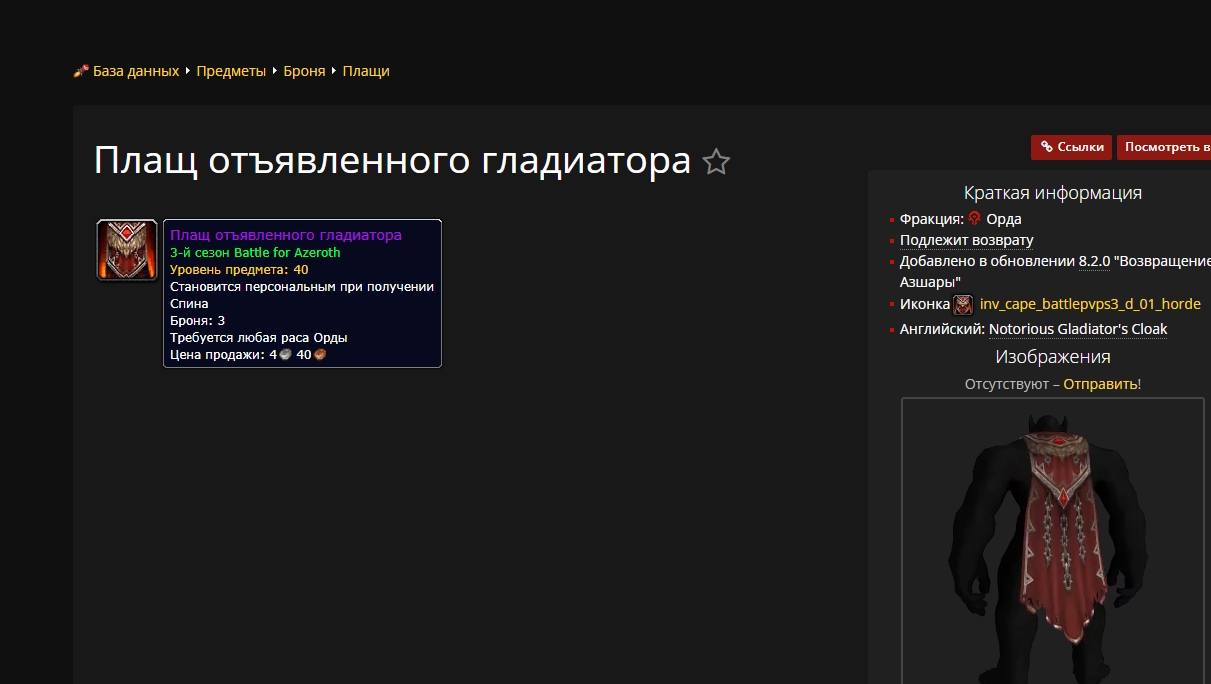 База данных Предметы Броня Плащи
Плащ отъявленного гладиатора
Плащ отъявленного гладиатора
3-й сезон Battle for Azeroth
Уровень предмета: 40
Становится персональным при получении
Спина
Броня: 3
Требуется любая раса Орды
Цена продажи: 4 40
Ссылки
Посмотреть в
Краткая информация
Фракция: Орда
Подлежит возврату
Добавлено в обновлении 8.2.0 "Возвращение
Азшары"
Иконка inv_cape_battlepvps3_d_01_horde
Английский: Notorious Gladiator's Cloak
Изображения
Отсутствуют – Отправить!